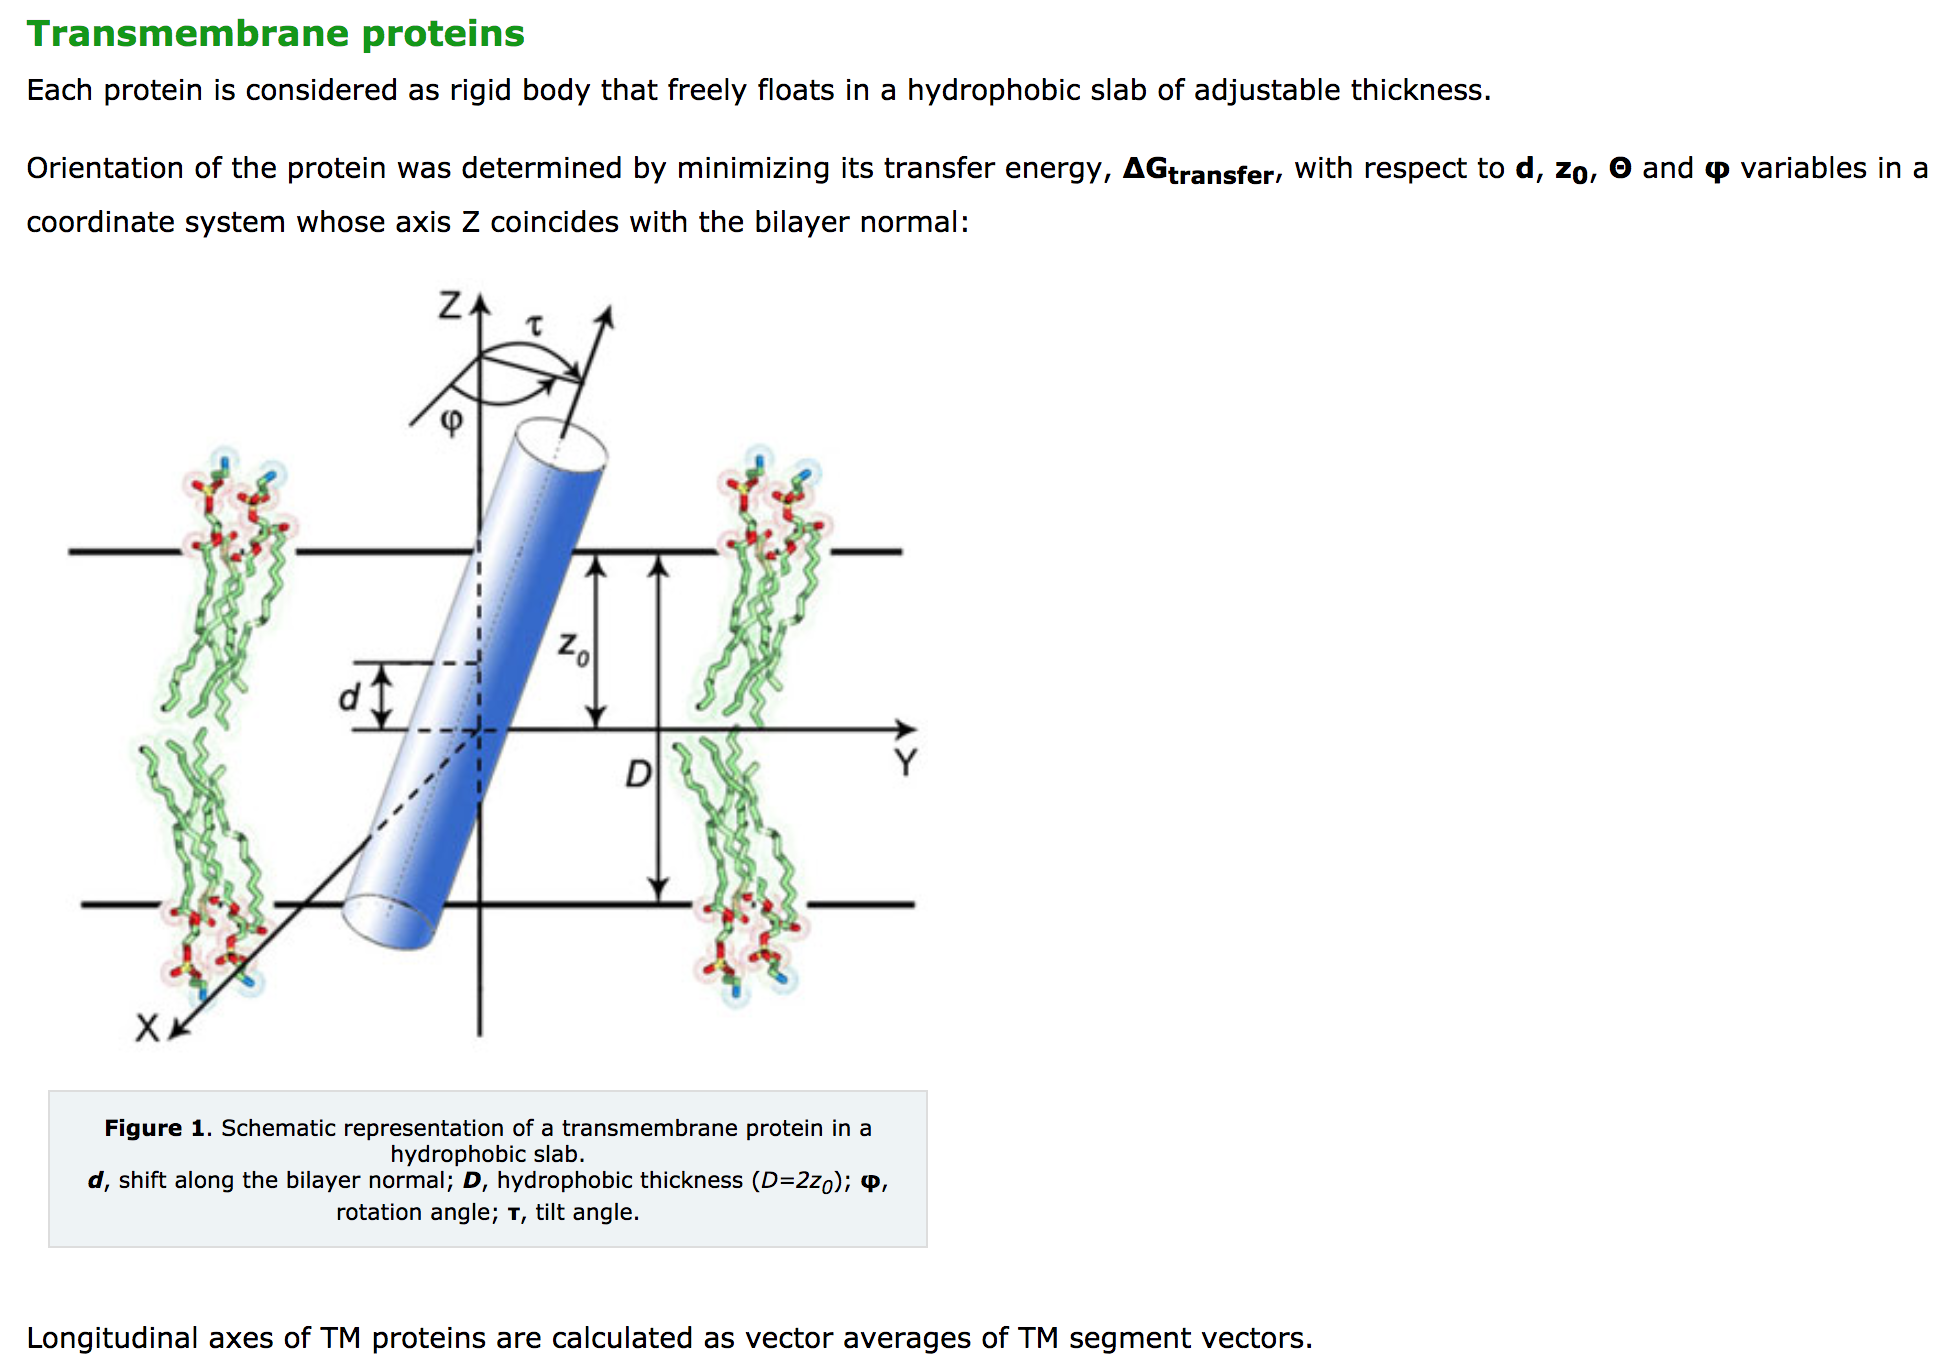 Transmembrane proteins
Each protein is considered as rigid body that freely floats in a hydrophobic slab of adjustable thickness.
Orientation of the protein was determined by minimizing its transfer energy, ΔGtransfer, with respect to d, z0, Θ and φ variables in a
coordinate system whose axis Z coincides with the bilayer normal:
Z
τ
φ
z0
d
D
Y
X
Figure 1. Schematic representation of a transmembrane protein in a
hydrophobic slab.
d, shift along the bilayer normal; D, hydrophobic thickness (D=2z0); φ,
rotation angle; τ, tilt angle.
Longitudinal axes of TM proteins are calculated as vector averages of TM segment vectors.